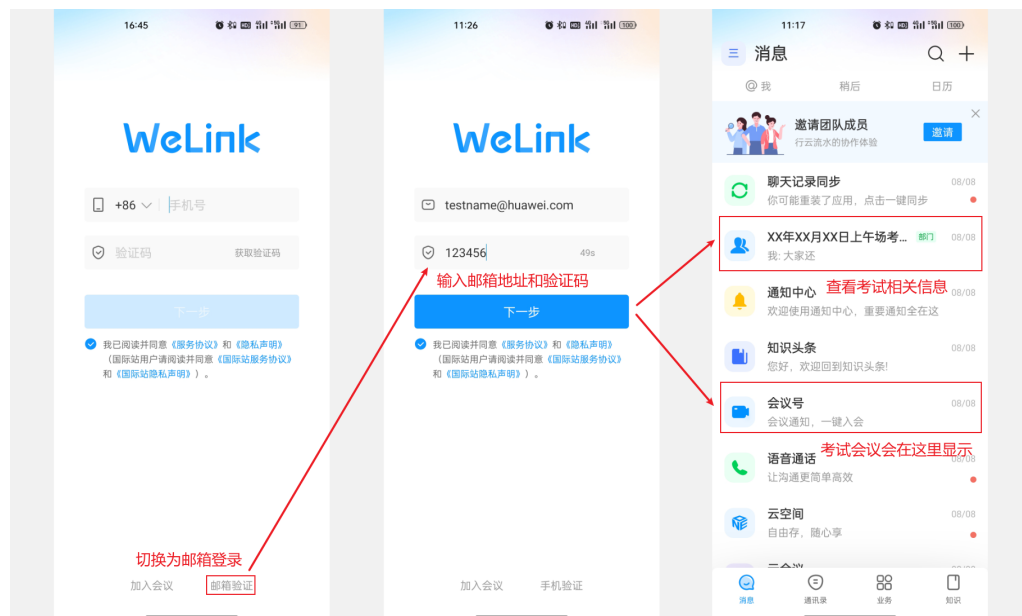 16:45
91
WeLink
+86
手机号
验证码
获取验证码
下一步
我已阅读并同意《服务协议》和《隐私声明》
(国际站用户请阅读并同意《国际站服务协议》
和《国际站隐私声明》)。
切换为邮箱登录
加入会议
邮箱验证
11:26
100
WeLink
testname@huawei.com
123456
49s
输入邮箱地址和验证码
下一步
我已阅读并同意《服务协议》和《隐私声明》
(国际站用户请阅读并同意《国际站服务协议》
和《国际站隐私声明》)。
加入会议
手机验证
11:17
100
三 消息
@ 我
稍后
日历
邀请团队成员
行云流水的协作体验
邀请
聊天记录同步
08/08
你可能重装了应用，点击一键同步
XX年XX月XX日上午场考...
部门
08/08
我: 大家还
通知中心
查看考试相关信息
08/08
欢迎使用通知中心，重要通知全在这
知识头条
08/08
您好，欢迎回到知识头条!
会议号
08/08
会议通知，一键入会
考试会议会在这里显示
语音通话
08/08
让沟通更简单高效
云空间
08/08
自由存，随心享
消息
通讯录
业务
知识